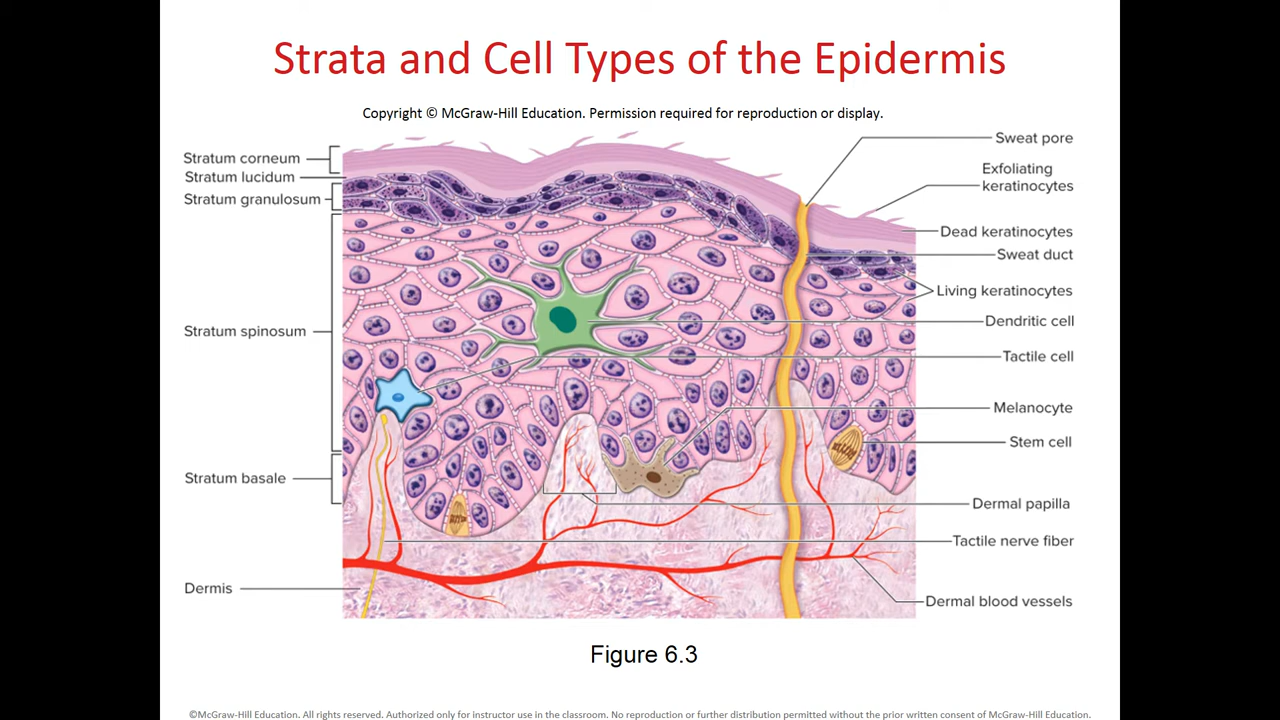 Strata and Cell Types of the Epidermis
Copyright © McGraw-Hill Education. Permission required for reproduction or display.
Stratum corneum
Stratum lucidum
Stratum granulosum
Stratum spinosum
Stratum basale
Dermis
Sweat pore
Exfoliating
keratinocytes
Dead keratinocytes
Sweat duct
Living keratinocytes
Dendritic cell
Tactile cell
Melanocyte
Stem cell
Dermal papilla
Tactile nerve fiber
Dermal blood vessels
Figure 6.3
©McGraw-Hill Education. All rights reserved. Authorized only for instructor use in the classroom. No reproduction or further distribution permitted without the prior written consent of McGraw-Hill Education.